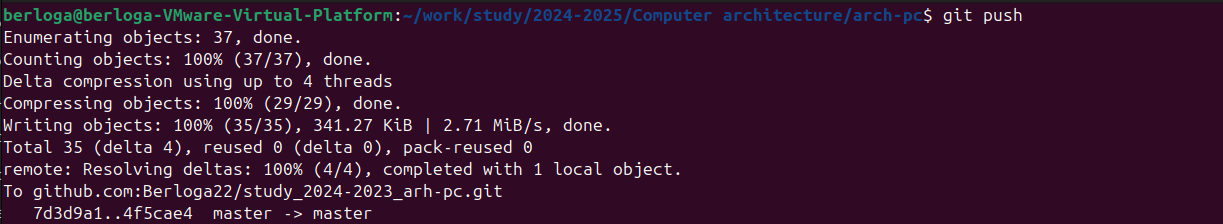 berloga@berloga-VMware-Virtual-Platform:~/work/study/2024-2025/Computer architecture/arch-pc$ git push
Enumerating objects: 37, done.
Counting objects: 100% (37/37), done.
Delta compression using up to 4 threads
Compressing objects: 100% (29/29), done.
Writing objects: 100% (35/35), 341.27 KiB | 2.71 MiB/s, done.
Total 35 (delta 4), reused 0 (delta 0), pack-reused 0
remote: Resolving deltas: 100% (4/4), completed with 1 local object.
To github.com:Berloga22/study_2024-2023_arh-pc.git
   7d3d9a1..4f5cae4  master -> master